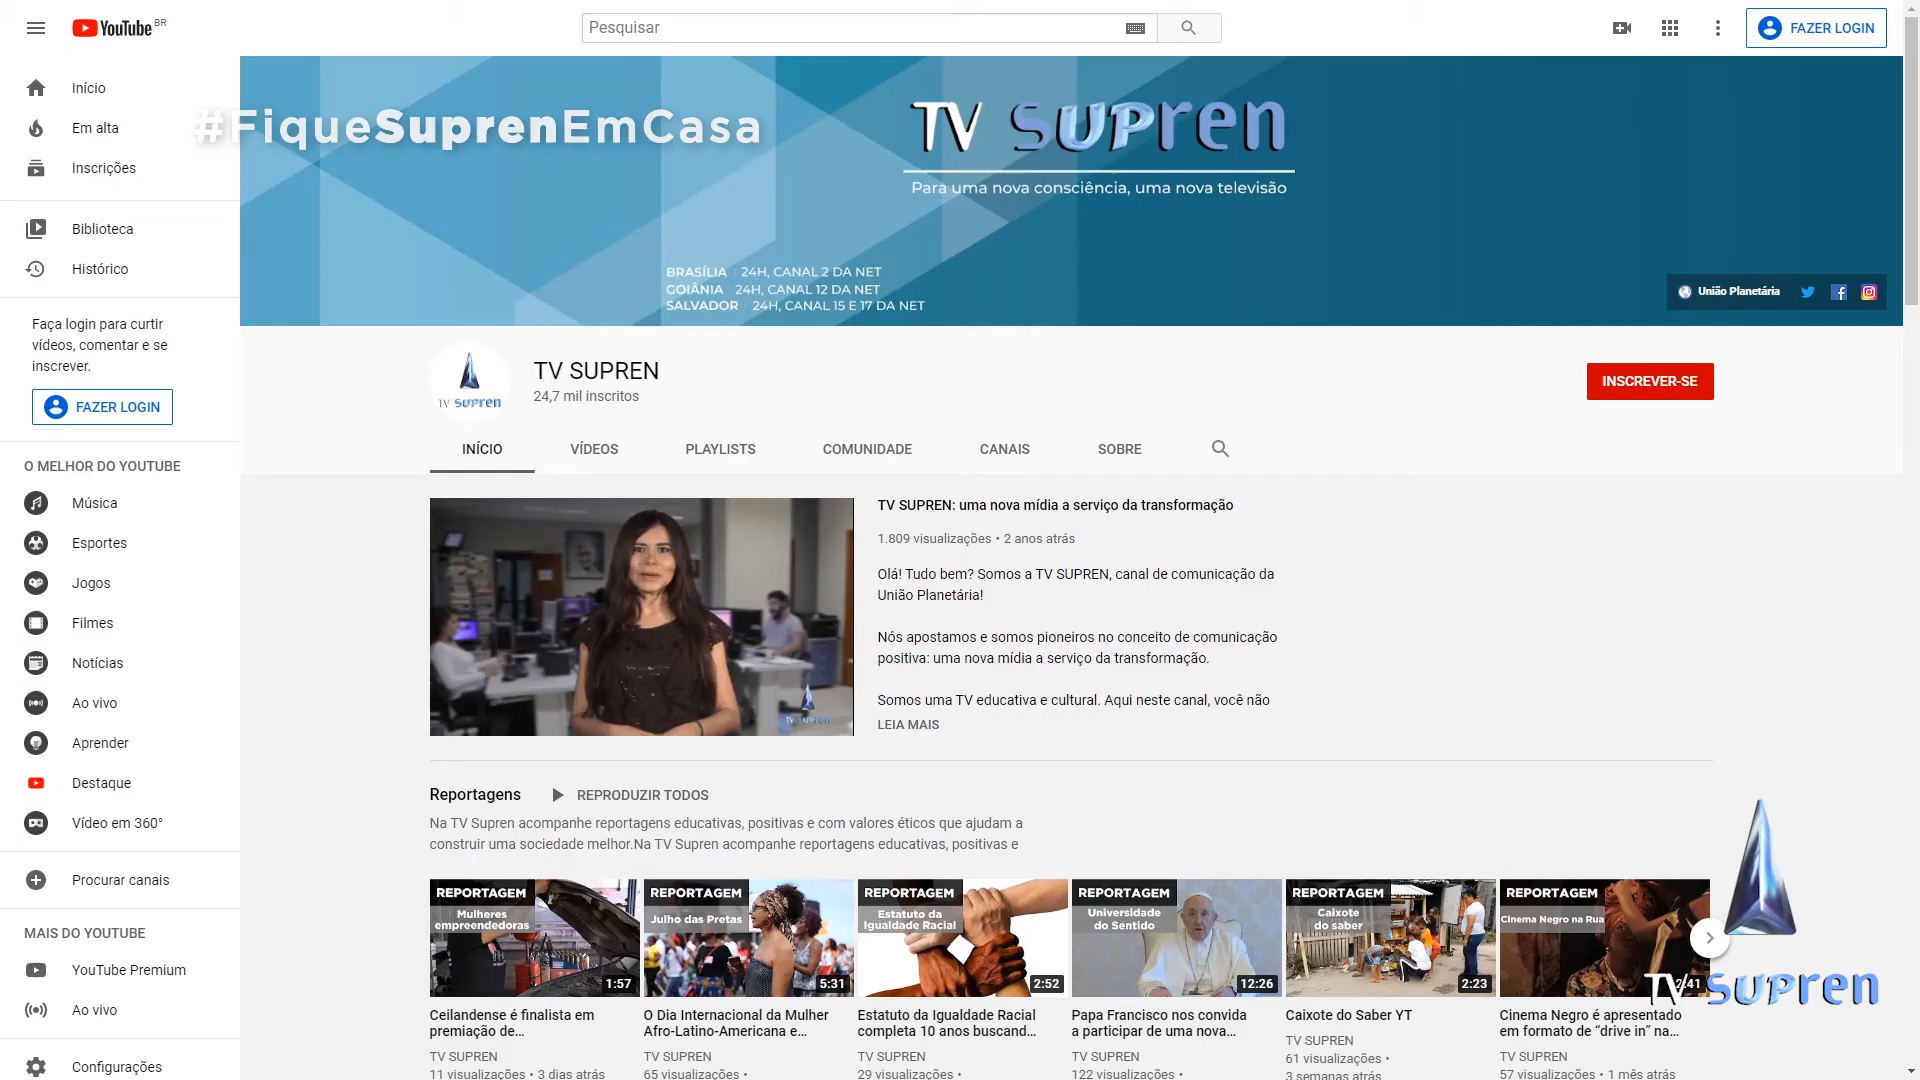 YouTube BR
Pesquisar
FAZER LOGIN
Início
Em alta
Inscrições
Biblioteca
Histórico
Faça login para curtir
vídeos, comentar e se
inscrever.
FAZER LOGIN
O MELHOR DO YOUTUBE
Música
Esportes
Jogos
Filmes
Notícias
Ao vivo
Aprender
Destaque
Vídeo em 360°
Procurar canais
MAIS DO YOUTUBE
YouTube Premium
Ao vivo
Configurações
#FiqueSuprenEmCasa
TV Supren
Para uma nova consciência, uma nova televisão
BRASÍLIA 24H, CANAL 2 DA NET
GOIÂNIA 24H, CANAL 12 DA NET
SALVADOR 24H, CANAL 15 E 17 DA NET
União Planetária
TV Supren
TV SUPREN
24,7 mil inscritos
INSCREVER-SE
INÍCIO
VÍDEOS
PLAYLISTS
COMUNIDADE
CANAIS
SOBRE
TV Supren
TV SUPREN: uma nova mídia a serviço da transformação
1.809 visualizações • 2 anos atrás
Olá! Tudo bem? Somos a TV SUPREN, canal de comunicação da
União Planetária!
Nós apostamos e somos pioneiros no conceito de comunicação
positiva: uma nova mídia a serviço da transformação.
Somos uma TV educativa e cultural. Aqui neste canal, você não
LEIA MAIS
Reportagens
REPRODUZIR TODOS
Na TV Supren acompanhe reportagens educativas, positivas e com valores éticos que ajudam a
construir uma sociedade melhor.Na TV Supren acompanhe reportagens educativas, positivas e
REPORTAGEM
Mulheres
empreendedoras
1:57
Ceilandense é finalista em
premiação de...
TV SUPREN
11 visualizações • 3 dias atrás
REPORTAGEM
Julho das Pretas
5:31
O Dia Internacional da Mulher
Afro-Latino-Americana e...
TV SUPREN
65 visualizações •
REPORTAGEM
Estatuto da
Igualdade Racial
2:52
Estatuto da Igualdade Racial
completa 10 anos buscand...
TV SUPREN
29 visualizações •
REPORTAGEM
Universidade
do Sentido
12:26
Papa Francisco nos convida
a participar de uma nova...
TV SUPREN
122 visualizações •
REPORTAGEM
Caixote
do saber
2:23
Caixote do Saber YT
TV SUPREN
61 visualizações •
3 semanas atrás
REPORTAGEM
Cinema Negro na Rua
2:41
Cinema Negro é apresentado
em formato de “drive in” na...
TV SUPREN
57 visualizações • 1 mês atrás
TV Supren